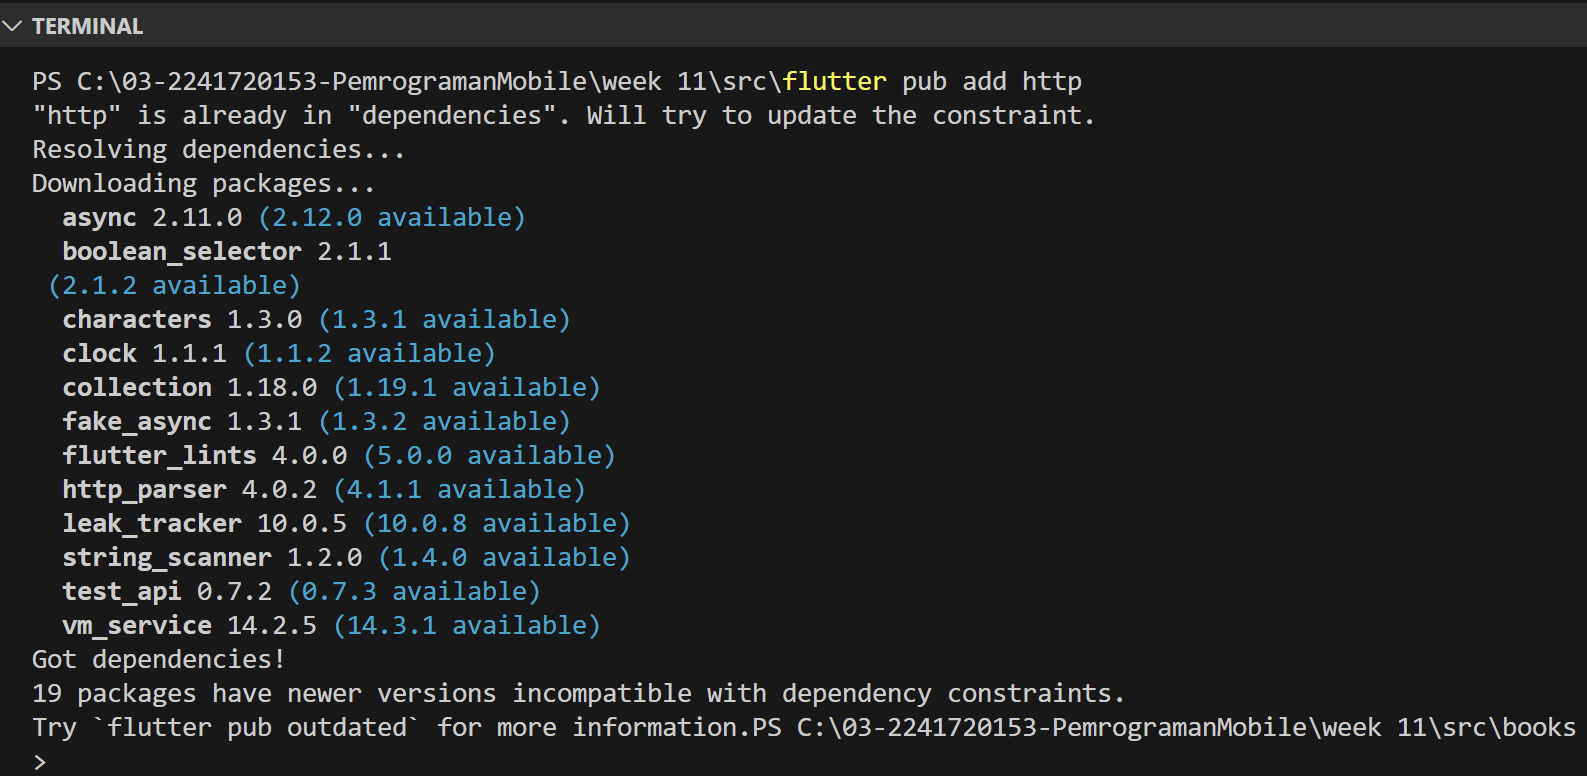 TERMINAL
PS C:\03-2241720153-PemrogramanMobile\week 11\src\flutter pub add http
"http" is already in "dependencies". Will try to update the constraint.
Resolving dependencies...
Downloading packages...
async 2.11.0 (2.12.0 available)
boolean_selector 2.1.1
(2.1.2 available)
characters 1.3.0 (1.3.1 available)
clock 1.1.1 (1.1.2 available)
collection 1.18.0 (1.19.1 available)
fake_async 1.3.1 (1.3.2 available)
flutter_lints 4.0.0 (5.0.0 available)
http_parser 4.0.2 (4.1.1 available)
leak_tracker 10.0.5 (10.0.8 available)
string_scanner 1.2.0 (1.4.0 available)
test_api 0.7.2 (0.7.3 available)
vm_service 14.2.5 (14.3.1 available)
Got dependencies!
19 packages have newer versions incompatible with dependency constraints.
Try `flutter pub outdated` for more information.PS C:\03-2241720153-PemrogramanMobile\week 11\src\books
>